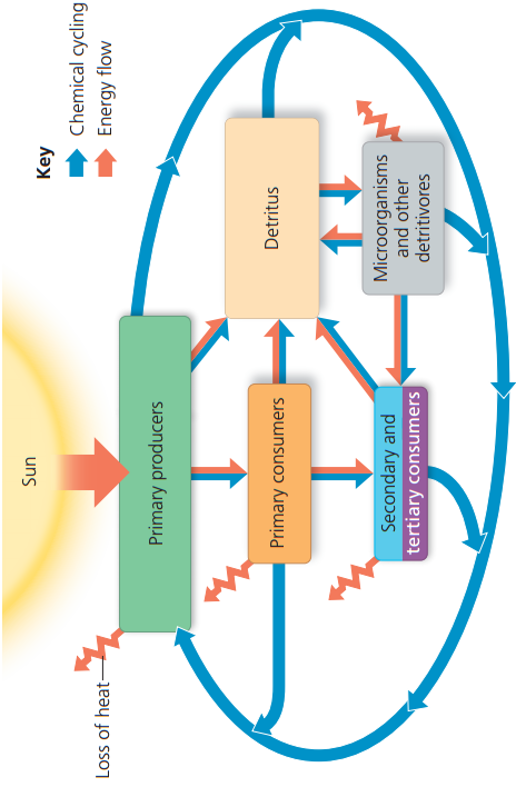 Key
Chemical cycling
Energy flow
Sun
Loss of heat
Primary producers
Primary consumers
Detritus
Secondary and
tertiary consumers
Microorganisms
and other
detritivores